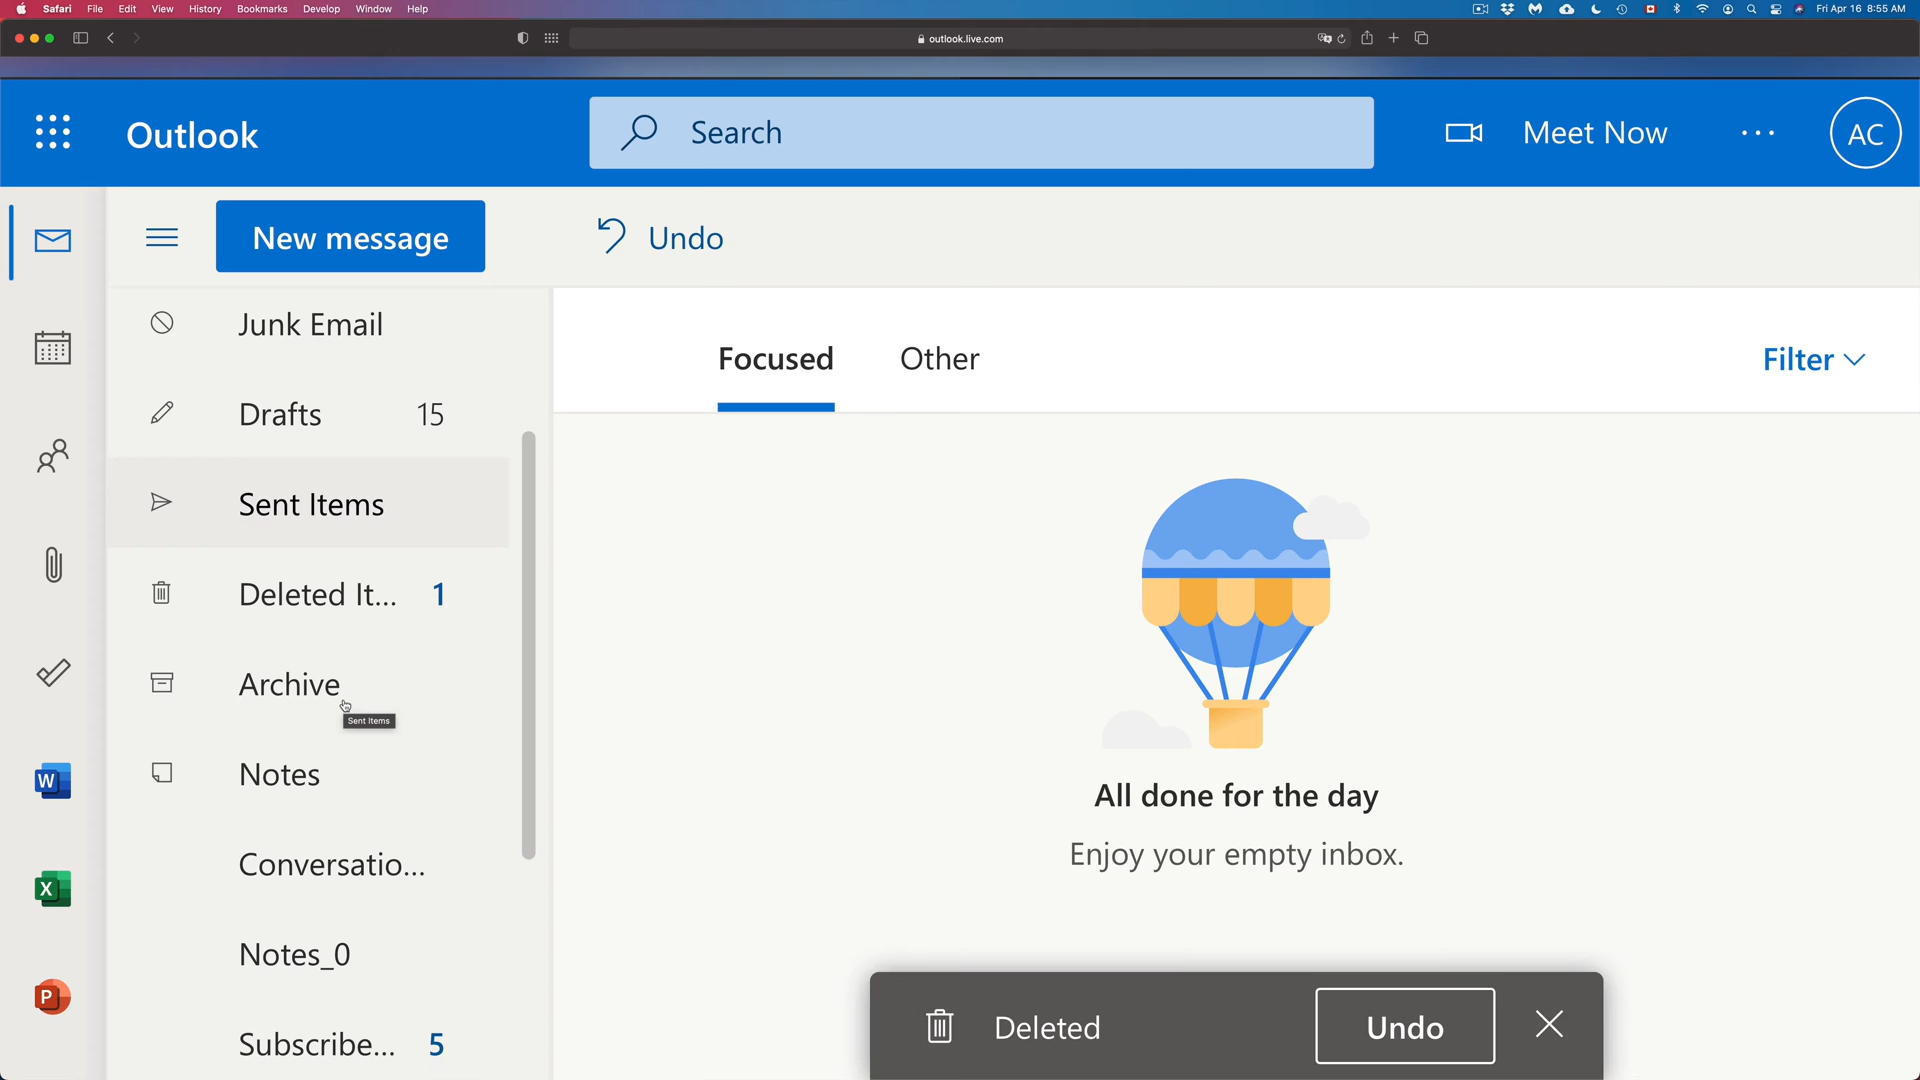 Safari File Edit View History Bookmarks Develop Window Help
Fri Apr 16 8:55 AM
outlook.live.com
Outlook
Search
Meet Now
AC
New message
Undo
Junk Email
Drafts 15
Sent Items
Deleted It... 1
Archive
Sent Items
Notes
Conversatio...
Notes_0
Subscribe... 5
Focused
Other
Filter
All done for the day
Enjoy your empty inbox.
Deleted
Undo
W
X
P